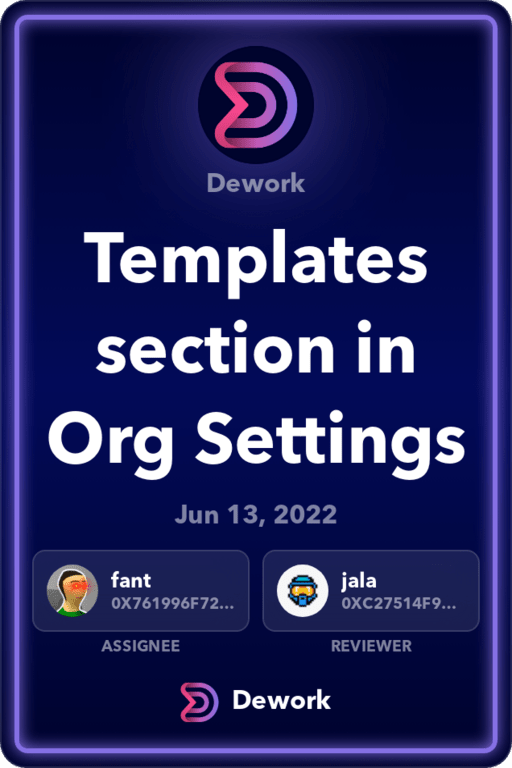 Dework
Templates
section in
Org Settings
Jun 13, 2022
fant
0X761996F72...
ASSIGNEE
jala
0XC27514F9...
REVIEWER
Dework